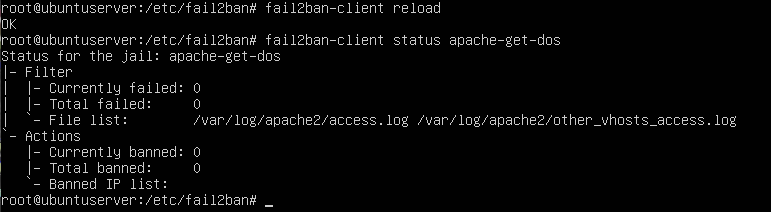 root@ubuntuserver:/etc/fail2ban# fail2ban-client reload
OK
root@ubuntuserver:/etc/fail2ban# fail2ban-client status apache-get-dos
Status for the jail: apache-get-dos
|- Filter
|  |- Currently failed: 0
|  |- Total failed:     0
|  `- File list:        /var/log/apache2/access.log /var/log/apache2/other_vhosts_access.log
`- Actions
   |- Currently banned: 0
   |- Total banned:     0
   `- Banned IP list:
root@ubuntuserver:/etc/fail2ban# _